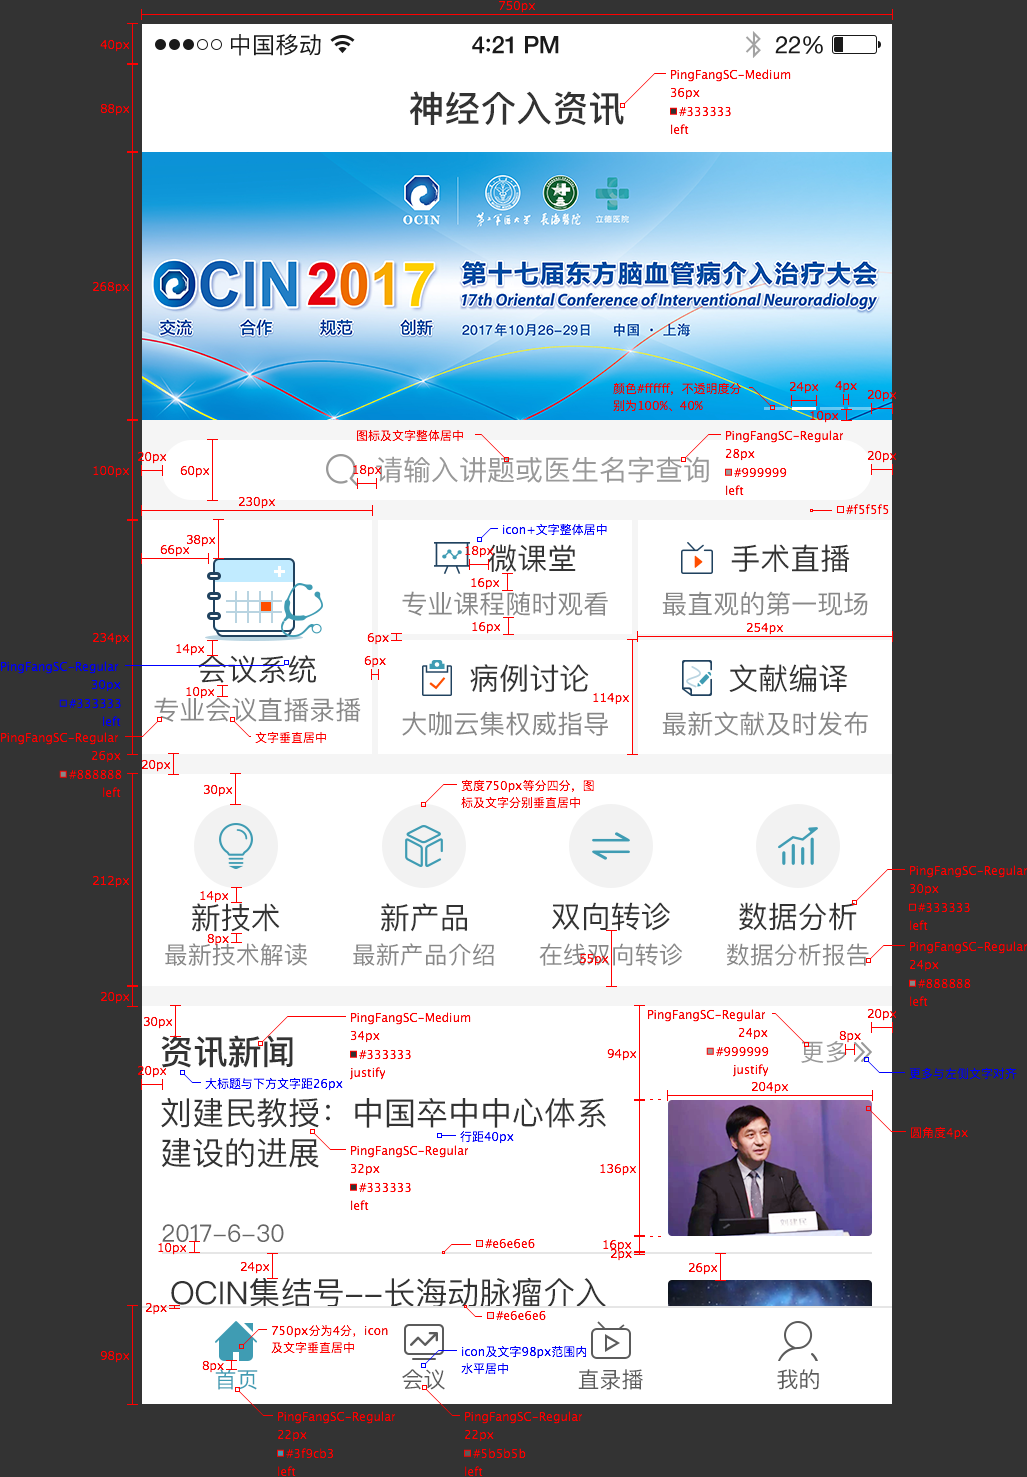 750px
40px
中国移动
4:21 PM
22%
88px
神经介入资讯
PingFangSC-Medium
36px
#333333
left
268px
OCIN
第二军医大学
长海医院
立德医院
OCIN 2017
第十七届东方脑血管病介入治疗大会
17th Oriental Conference of Interventional Neuroradiology
交流 合作 规范 创新
2017年10月26-29日 中国·上海
颜色#ffffff，不透明度分
别为100%、40%
24px
4px
20px
10px
图标及文字整体居中
PingFangSC-Regular
28px
#999999
left
20px
100px
60px
18px
请输入讲题或医生名字查询
20px
230px
#f5f5f5
38px
66px
icon+文字整体居中
18px
微课堂
16px
专业课程随时观看
16px
手术直播
最直观的第一现场
254px
234px
14px
6px
6px
会议系统
PingFangSC-Regular
30px
#333333
left
10px
专业会议直播录播
文字垂直居中
PingFangSC-Regular
26px
#888888
left
病例讨论
114px
大咖云集权威指导
文献编译
最新文献及时发布
20px
30px
宽度750px等分四分，图
标及文字分别垂直居中
212px
14px
新技术
8px
最新技术解读
新产品
最新产品介绍
双向转诊
在线双向转诊
55px
数据分析
数据分析报告
PingFangSC-Regular
30px
#333333
left
PingFangSC-Regular
24px
#888888
left
20px
30px
资讯新闻
PingFangSC-Medium
34px
#333333
justify
20px
大标题与下方文字距26px
94px
PingFangSC-Regular
24px
#999999
justify
20px
8px
更多
更多与左侧文字对齐
204px
刘建民教授：中国卒中中心体系
建设的进展
行距40px
PingFangSC-Regular
32px
#333333
left
圆角度4px
136px
刘建民
2017-6-30
10px
#e6e6e6
16px
2px
24px
26px
OCIN集结号--长海动脉瘤介入
2px
#e6e6e6
98px
750px分为4分，icon
及文字垂直居中
8px
首页
icon及文字98px范围内
水平居中
会议
直录播
我的
PingFangSC-Regular
22px
#3f9cb3
left
PingFangSC-Regular
22px
#5b5b5b
left